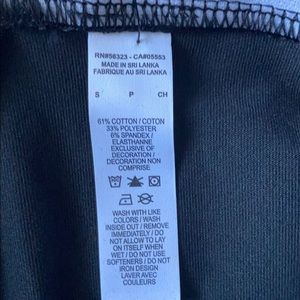 RN#56323 - CA#05553
MADE IN SRI LANKA
FABRIQUE AU SRI LANKA
S P CH
61% COTTON / COTON
33% POLYESTER
6% SPANDEX /
ELASTHANNE
EXCLUSIVE OF
DECORATION /
DECORATION NON
COMPRISE
WASH WITH LIKE
COLORS / WASH
INSIDE OUT / REMOVE
IMMEDIATELY / DO
NOT ALLOW TO LAY
ON ITSELF WHEN
WET / DO NOT USE
SOFTENERS / DO NOT
IRON DESIGN
LAVER AVEC
COULEURS